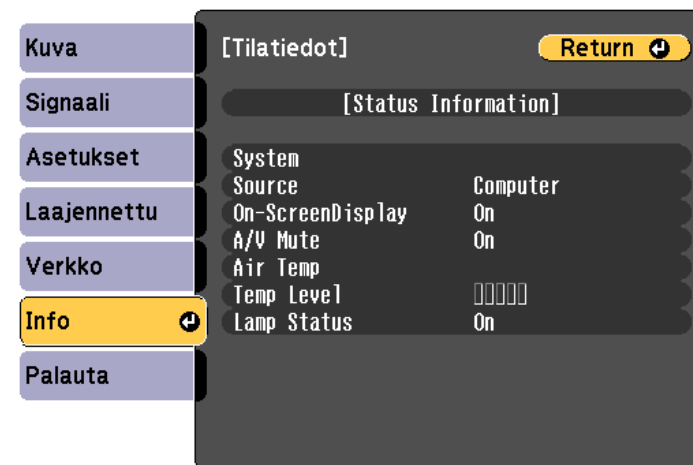 Kuva
Signaali
Asetukset
Laajennettu
Verkko
Info
Palauta
[Tilatiedot]
Return
[Status Information]
System
Source Computer
On-ScreenDisplay On
A/V Mute On
Air Temp
Temp Level
Lamp Status On